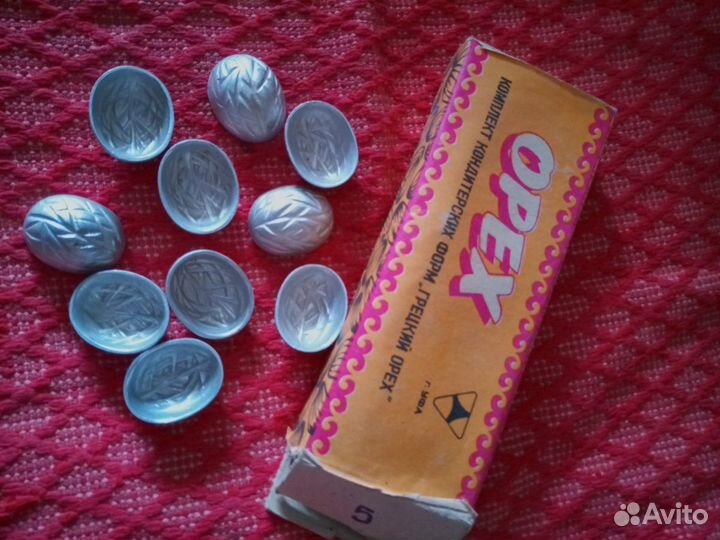 ОРЕХ
КОМПЛЕКТ КОНДИТЕРСКИХ ФОРМ „ГРЕЦКИЙ ОРЕХ"
Г. УФА
5
Avito